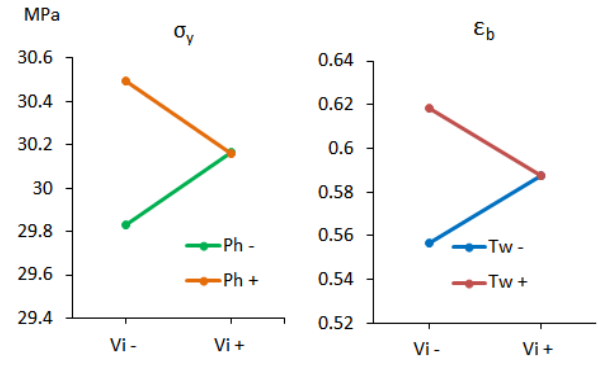 MPa
σy
30.6
30.4
30.2
30
29.8
29.6
29.4
Ph -
Ph +
Vi -
Vi +
εb
0.64
0.62
0.6
0.58
0.56
0.54
0.52
Tw -
Tw +
Vi -
Vi +